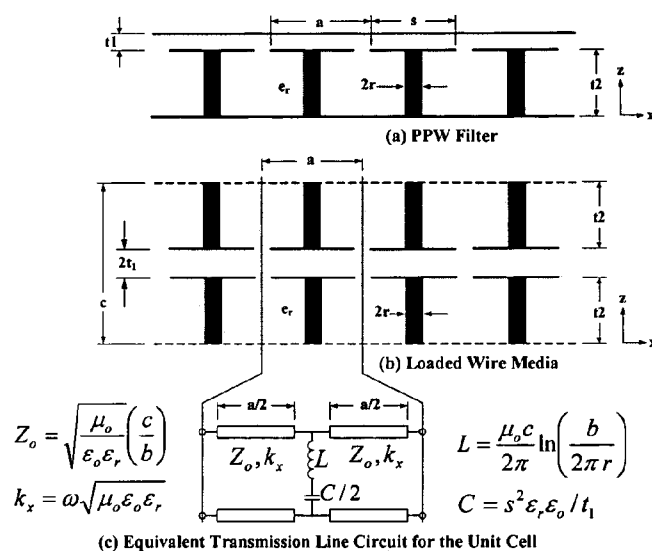 a
s
t1
e_r
2r
t2
z
x
(a) PPW Filter
a
c
2t₁
t2
e_r
2r
t2
z
x
(b) Loaded Wire Media
a/2
a/2
Z_o = √(μ_o / ε_o ε_r) (c / b)
k_x = ω√(μ_o ε_o ε_r)
Z_o, k_x
L
Z_o, k_x
C/2
L = (μ_o c / 2π) ln(b / 2π r)
C = s² ε_r ε_o / t₁
(c) Equivalent Transmission Line Circuit for the Unit Cell